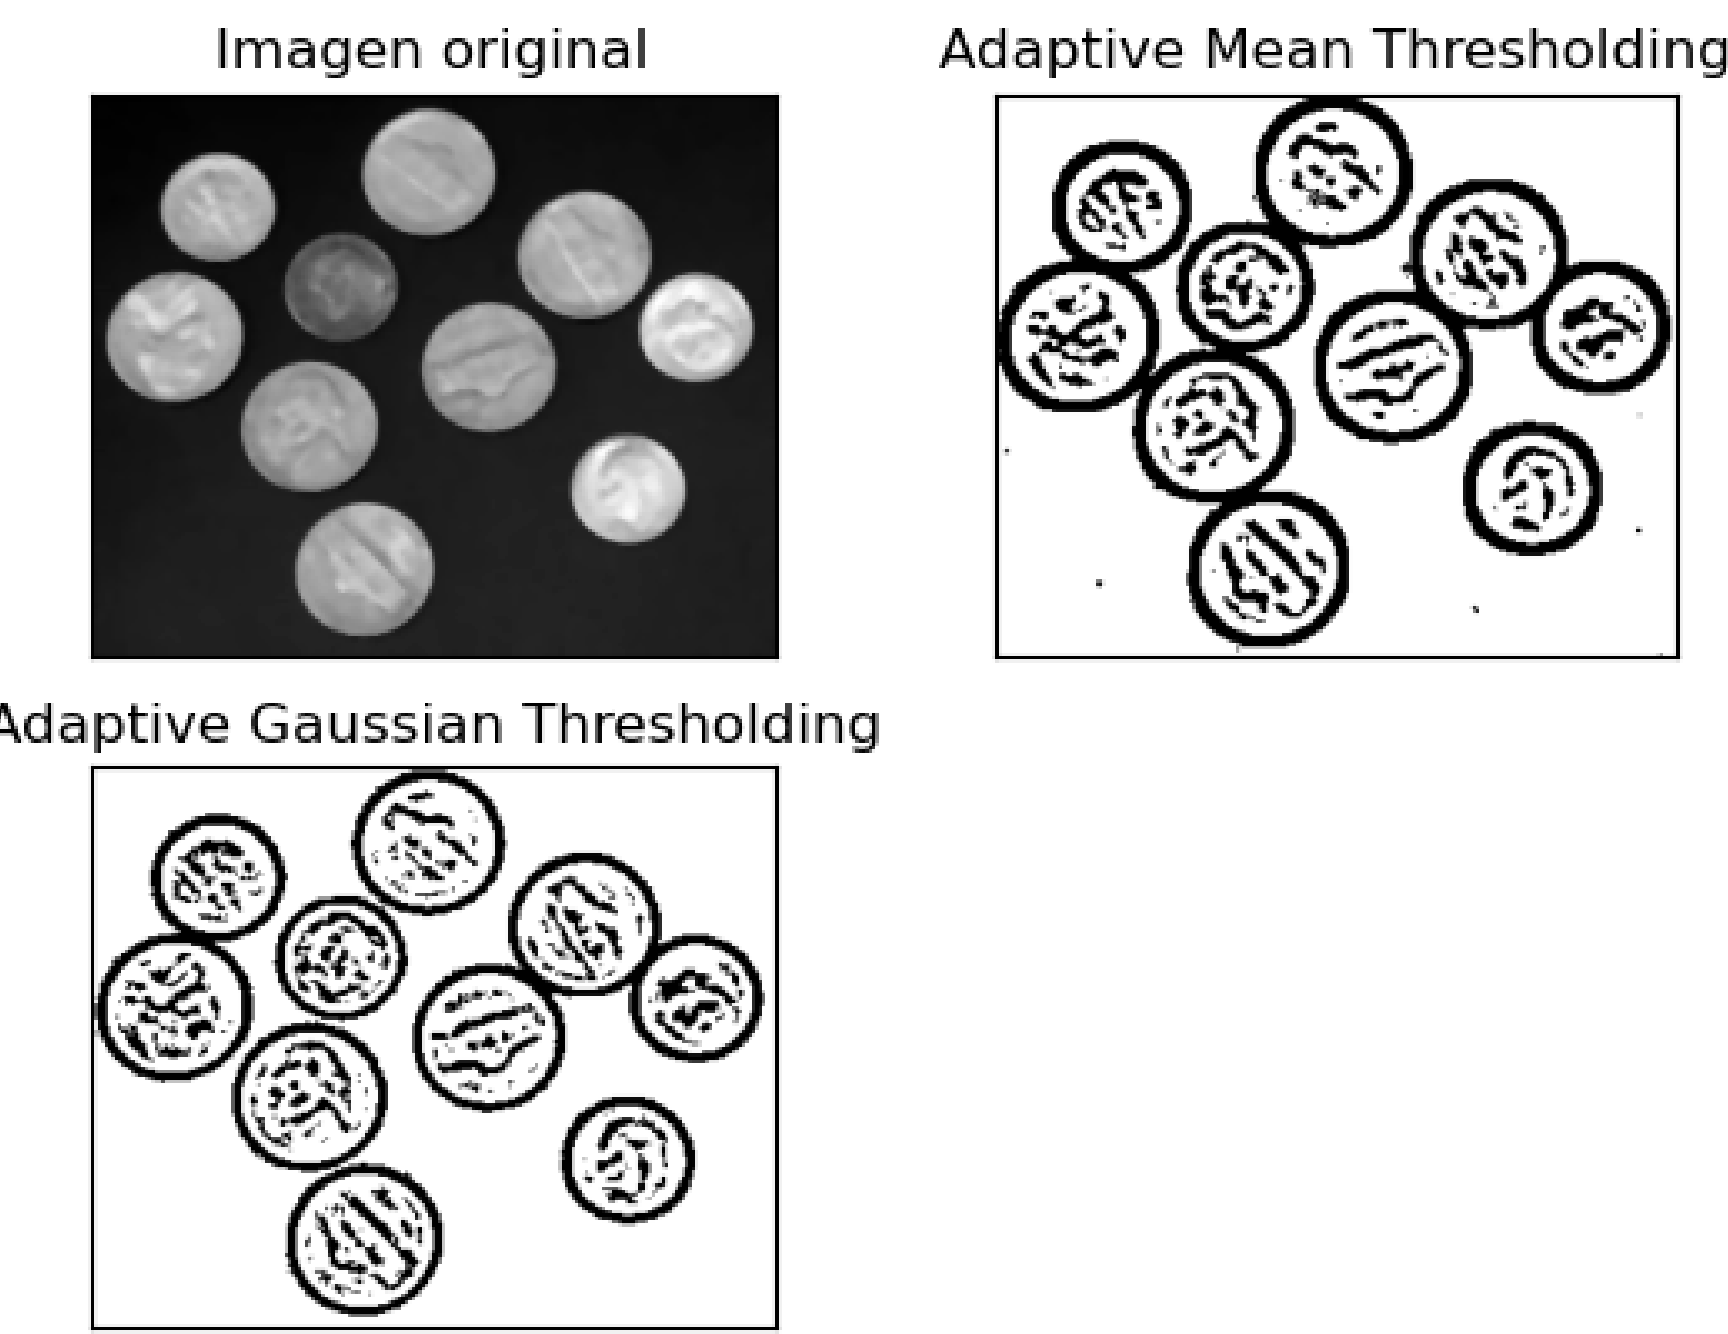 Imagen original
Adaptive Mean Thresholding
Adaptive Gaussian Thresholding